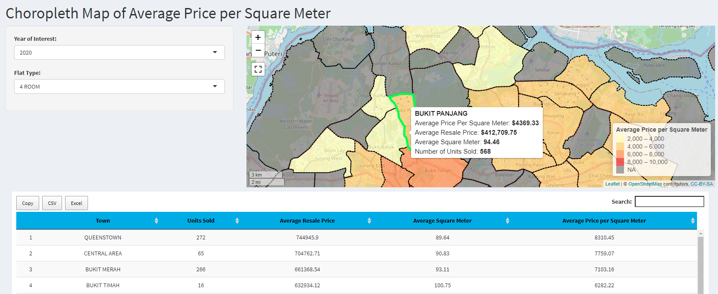 Choropleth Map of Average Price per Square Meter
Year of Interest:
2020
Flat Type:
4 ROOM
+
−
BUKIT PANJANG
Average Price Per Square Meter: $4369.33
Average Resale Price: $412,709.75
Average Square Meter: 94.46
Number of Units Sold: 568
Average Price per Square Meter
2,000 – 4,000
4,000 – 6,000
6,000 – 8,000
8,000 – 10,000
NA
3 km
2 mi
Leaflet | © OpenStreetMap contributors, CC-BY-SA
Copy CSV Excel
Search:
Town Units Sold Average Resale Price Average Square Meter Average Price per Square Meter
1 QUEENSTOWN 272 744945.9 89.64 8310.45
2 CENTRAL AREA 65 704762.71 90.83 7759.07
3 BUKIT MERAH 266 661368.54 93.11 7103.16
4 BUKIT TIMAH 16 632934.12 100.75 6282.22